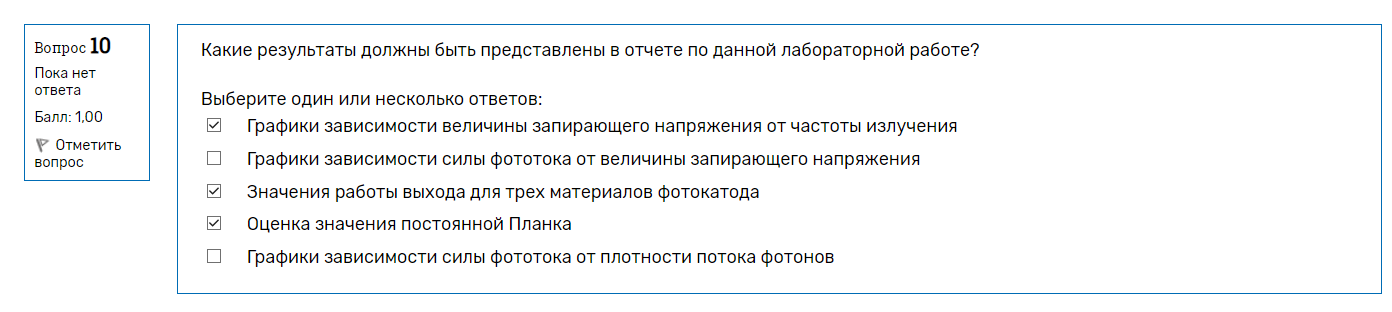 Вопрос 10
Пока нет
ответа
Балл: 1,00
Отметить
вопрос
Какие результаты должны быть представлены в отчете по данной лабораторной работе?
Выберите один или несколько ответов:
Графики зависимости величины запирающего напряжения от частоты излучения
Графики зависимости силы фототока от величины запирающего напряжения
Значения работы выхода для трех материалов фотокатода
Оценка значения постоянной Планка
Графики зависимости силы фототока от плотности потока фотонов